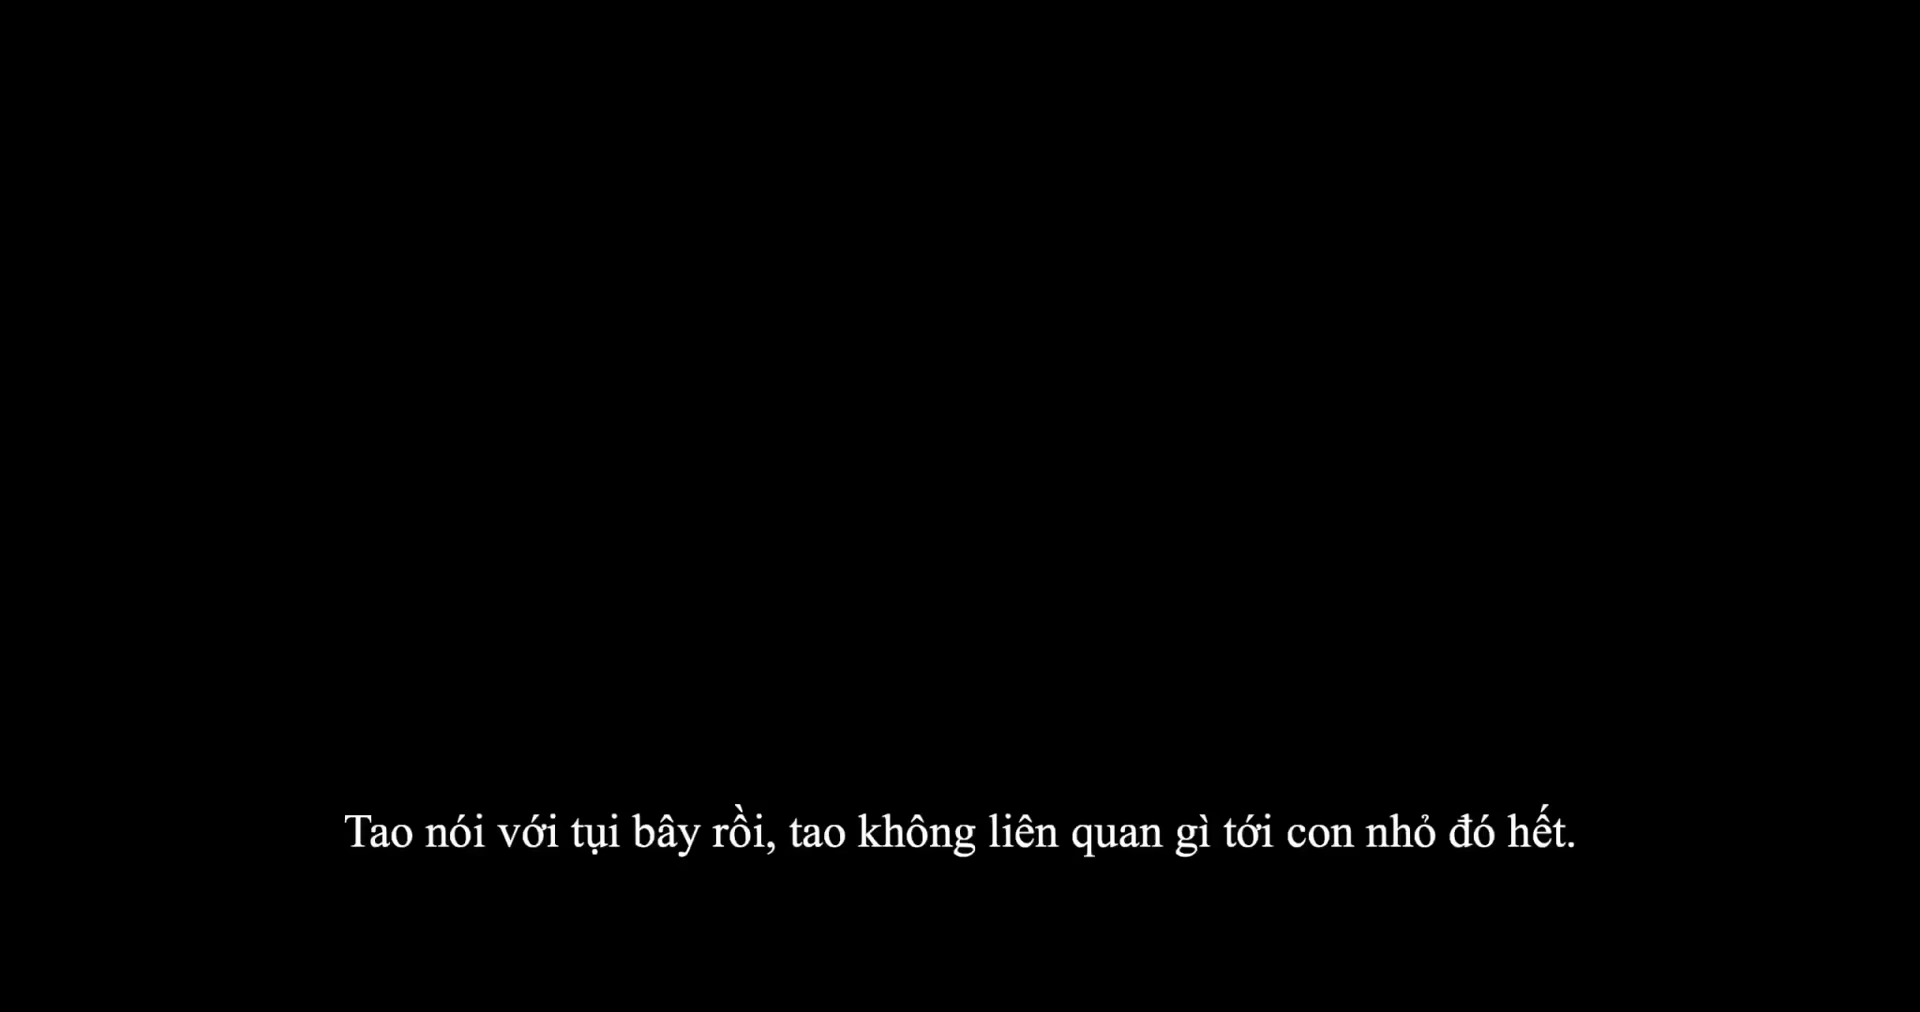 Tao nói với tụi bây rồi, tao không liên quan gì tới con nhỏ đó hết.